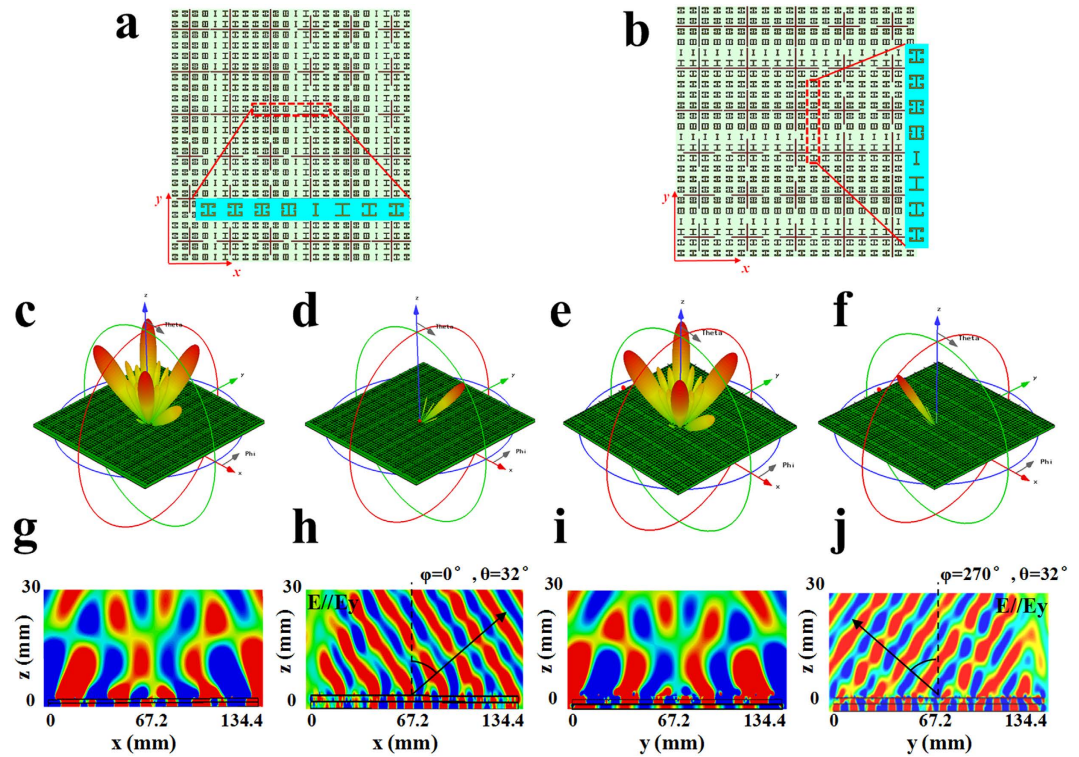 a
b
y
x
y
x
c
d
e
f
z
Theta
y
Phi
x
z
Theta
y
Phi
x
z
Theta
y
Phi
x
z
Theta
y
Phi
x
g
h
i
j
φ=0° , θ=32°
φ=270° , θ=32°
30
z (mm)
0
0 67.2 134.4
x (mm)
30
E//Ey
z (mm)
0
0 67.2 134.4
x (mm)
30
z (mm)
0
0 67.2 134.4
y (mm)
30
E//Ey
z (mm)
0
0 67.2 134.4
y (mm)